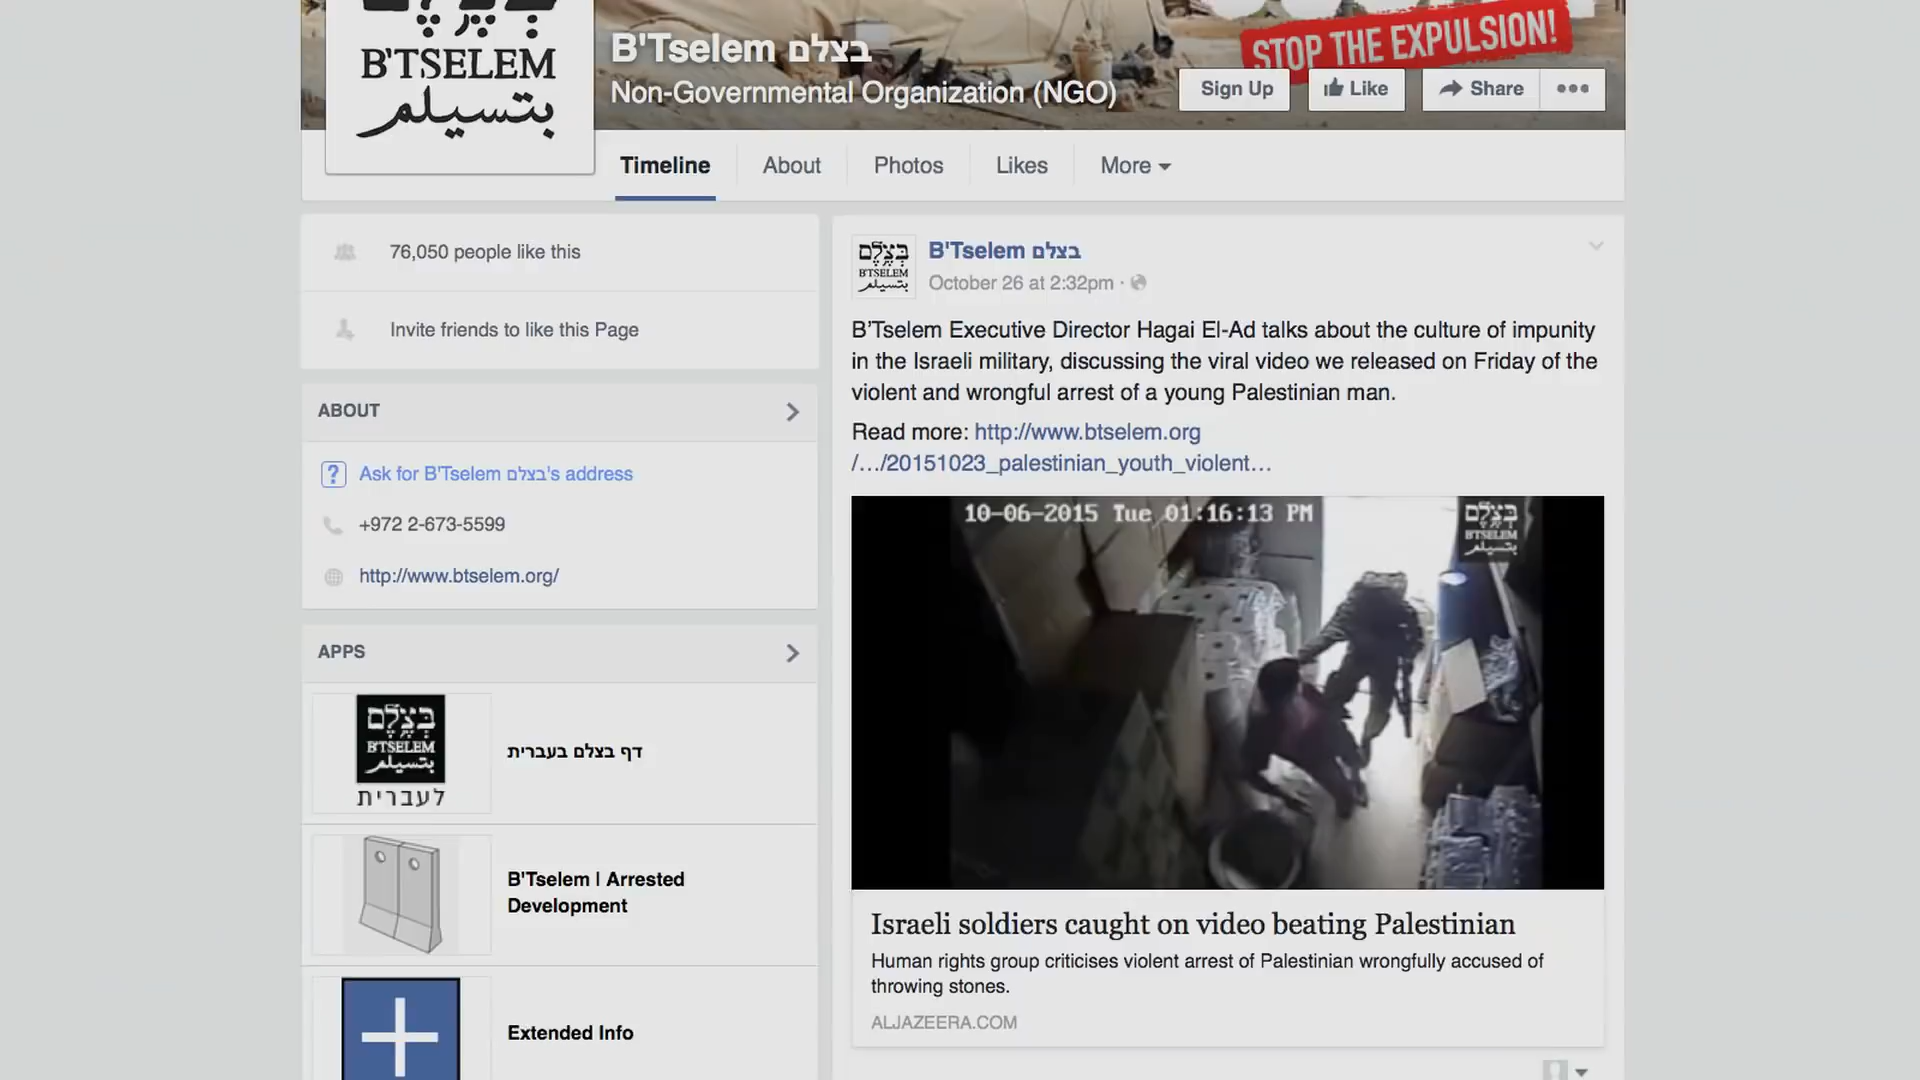 בצלם
B'TSELEM
بتسيلم
B'Tselem בצלם
Non-Governmental Organization (NGO)
STOP THE EXPULSION!
Sign Up
Like
Share
Timeline
About
Photos
Likes
More
76,050 people like this
Invite friends to like this Page
ABOUT
Ask for B'Tselem בצלם's address
+972 2-673-5599
http://www.btselem.org/
APPS
בצלם
B'TSELEM
بتسيلم
לעברית
דף בצלם בעברית
B'Tselem | Arrested
Development
Extended Info
בצלם
B'TSELEM
بتسيلم
B'Tselem בצלם
October 26 at 2:32pm ·
B'Tselem Executive Director Hagai El-Ad talks about the culture of impunity
in the Israeli military, discussing the viral video we released on Friday of the
violent and wrongful arrest of a young Palestinian man.
Read more: http://www.btselem.org
/…/20151023_palestinian_youth_violent…
10-06-2015 Tue 01:16:13 PM
בצלם
B'TSELEM
بتسيلم
Israeli soldiers caught on video beating Palestinian
Human rights group criticises violent arrest of Palestinian wrongfully accused of
throwing stones.
ALJAZEERA.COM